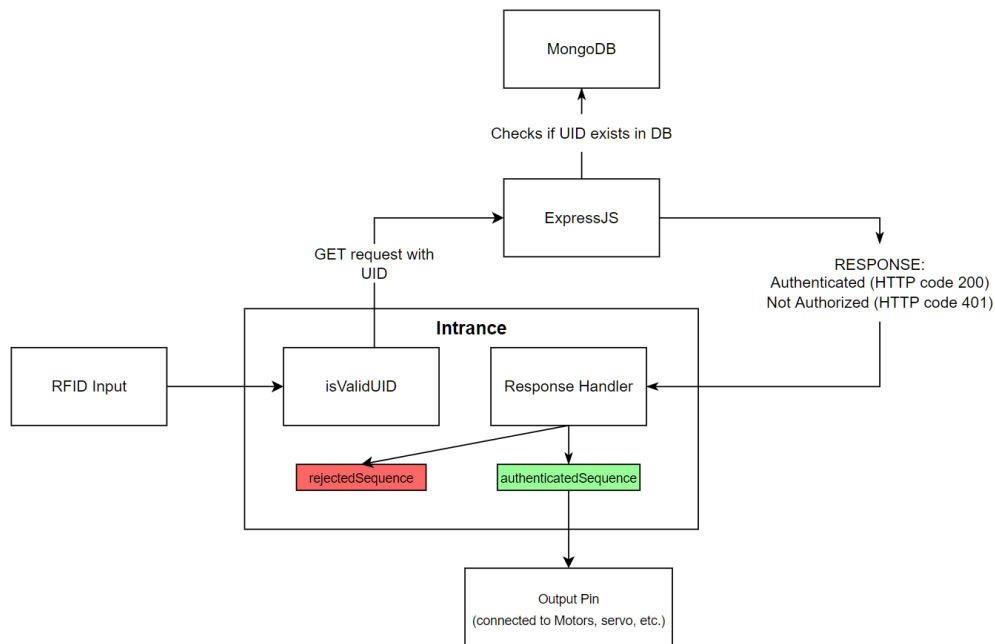 MongoDB
Checks if UID exists in DB
ExpressJS
GET request with
UID
RESPONSE:
Authenticated (HTTP code 200)
Not Authorized (HTTP code 401)
Intrance
RFID Input
isValidUID
Response Handler
rejectedSequence
authenticatedSequence
Output Pin
(connected to Motors, servo, etc.)